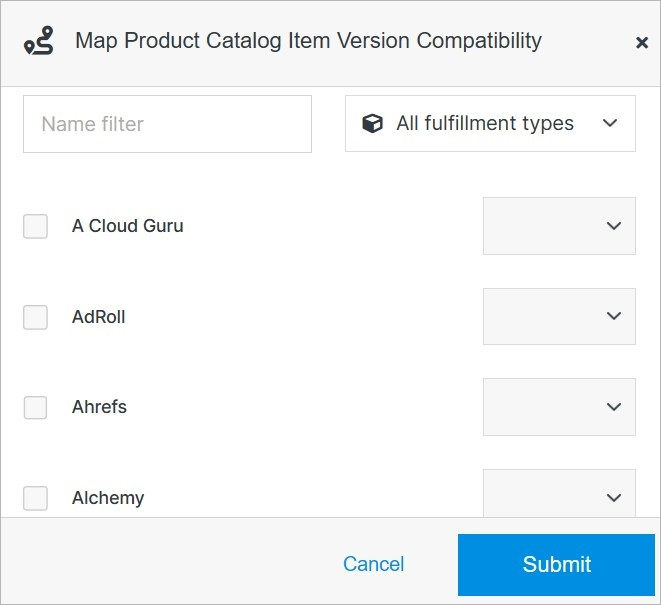 Map Product Catalog Item Version Compatibility
Name filter
All fulfillment types
A Cloud Guru
AdRoll
Ahrefs
Alchemy
Cancel
Submit